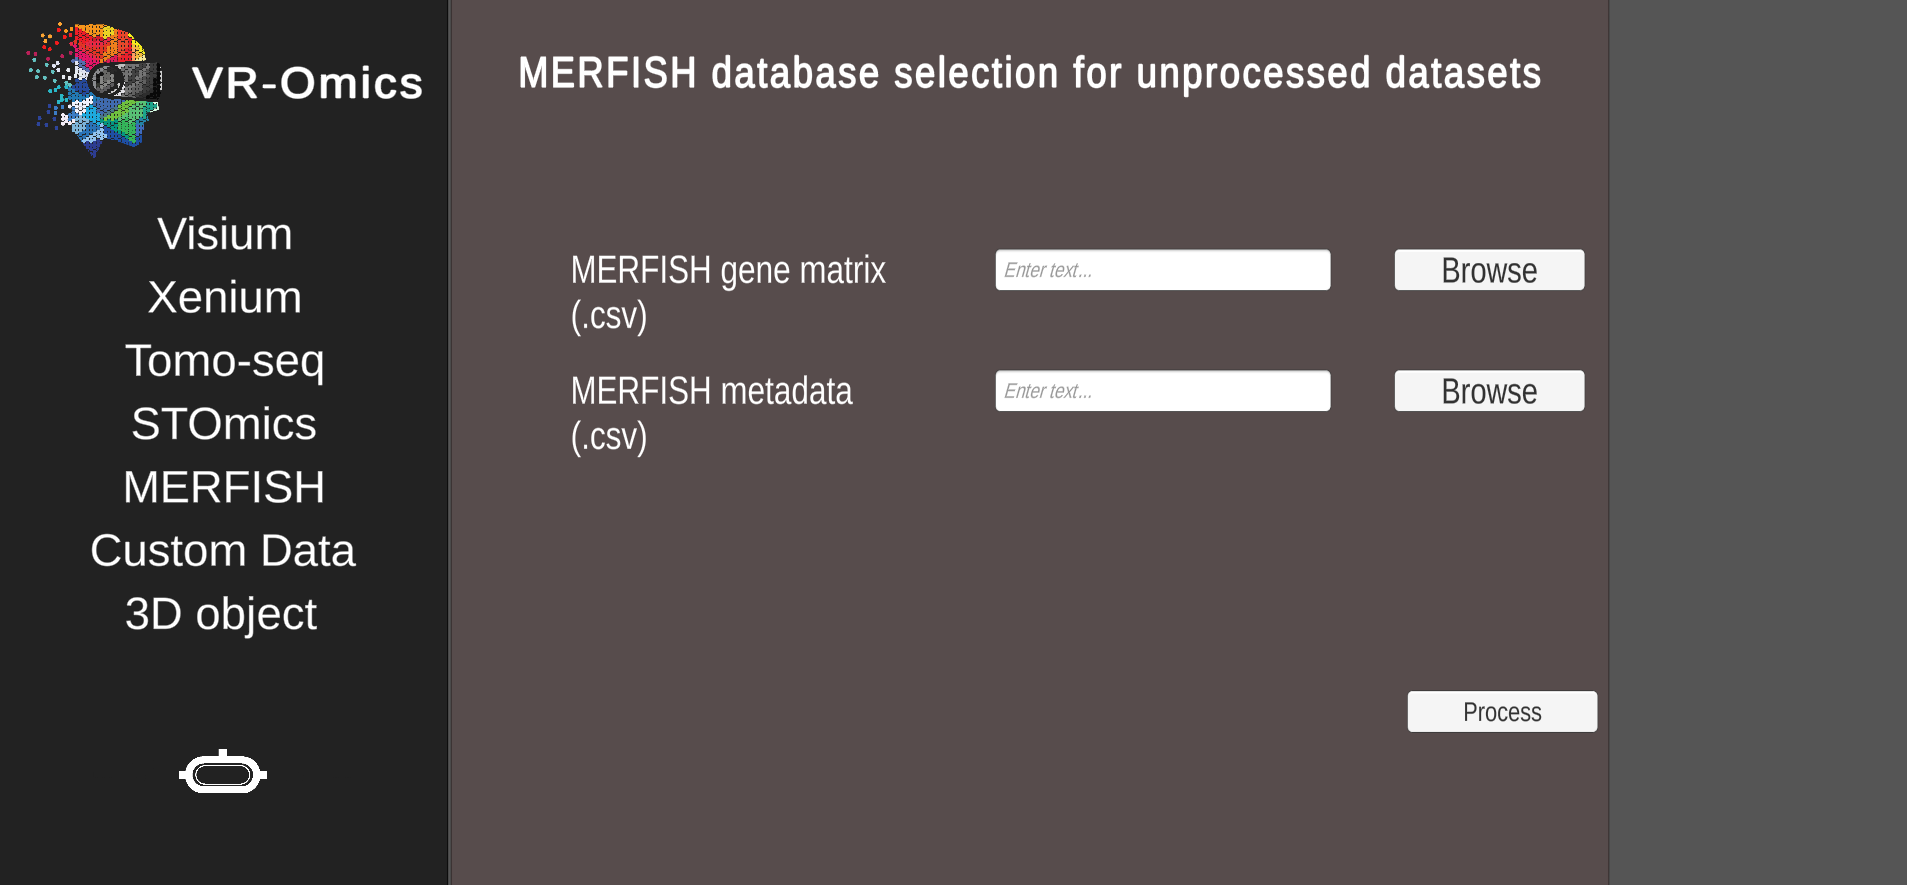 VR-Omics
Visium
Xenium
Tomo-seq
STOmics
MERFISH
Custom Data
3D object
MERFISH database selection for unprocessed datasets
MERFISH gene matrix
(.csv)
Enter text...
Browse
MERFISH metadata
(.csv)
Enter text...
Browse
Process